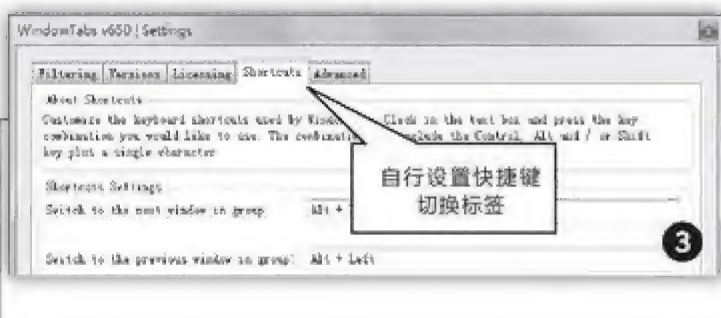 WindowTabs v650 | Settings
Filtering Versions Licensing Shortcuts Advanced
About Shortcuts
Customize the keyboard shortcuts used by Click in the text box and press the key
combination you would like to use. The include the Control, Alt and / or Shift
key plus a single character
Shortcuts Settings
Switch to the next window in group: Alt +
Switch to the previous window in group: Alt + Left
自行设置快捷键
切换标签
3